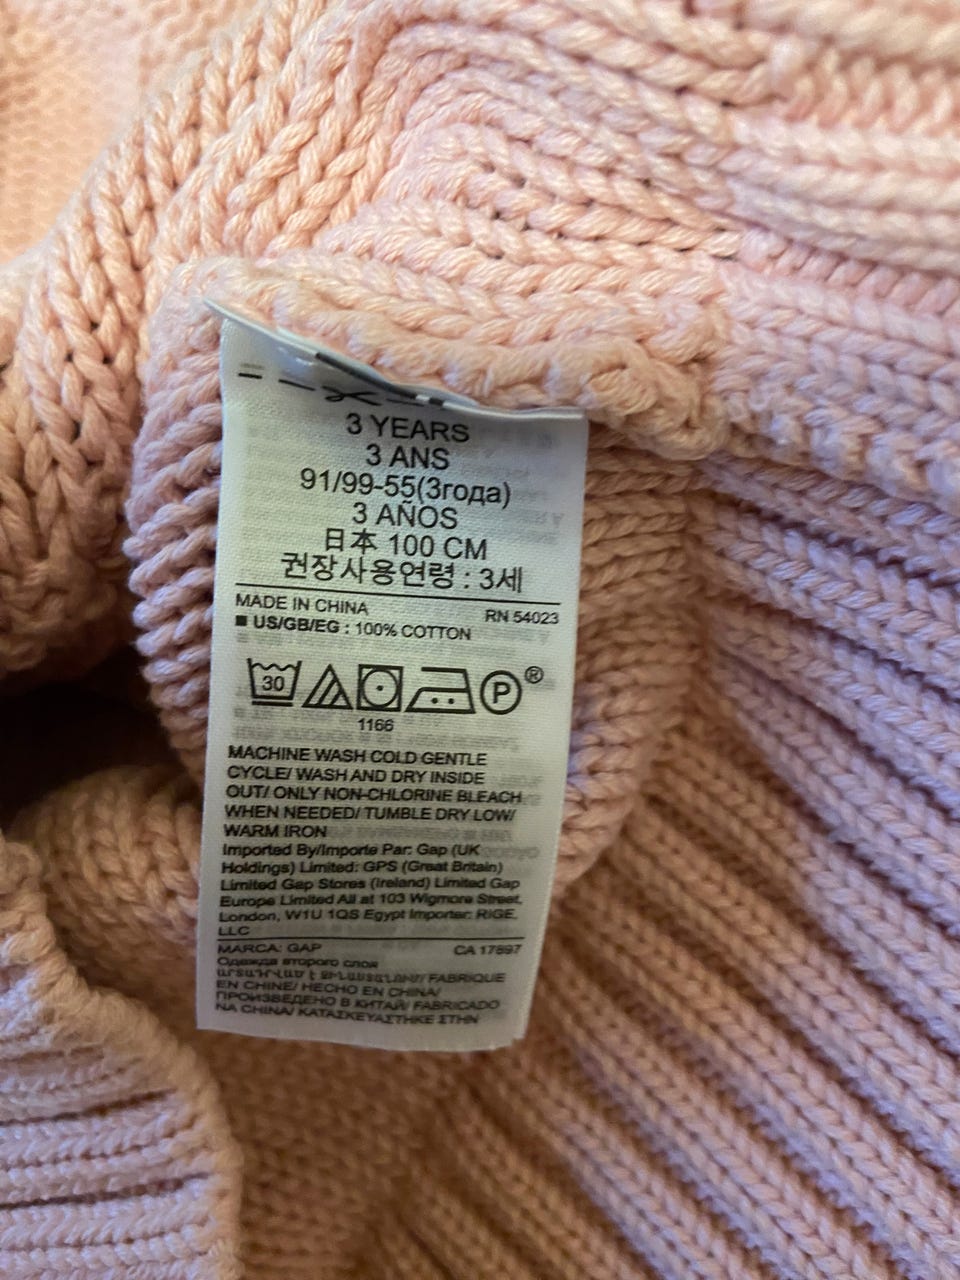 3 YEARS
3 ANS
91/99-55(3года)
3 AÑOS
日本 100 CM
권장사용연령 : 3세
MADE IN CHINA RN 54023
■ US/GB/EG : 100% COTTON
30 P ®
1166
MACHINE WASH COLD GENTLE
CYCLE/ WASH AND DRY INSIDE
OUT/ ONLY NON-CHLORINE BLEACH
WHEN NEEDED/ TUMBLE DRY LOW/
WARM IRON
Imported By/Importe Par: Gap (UK
Holdings) Limited: GPS (Great Britain)
Limited Gap Stores (Ireland) Limited Gap
Europe Limited All at 103 Wigmore Street,
London, W1U 1QS Egypt Importer: RIGE,
LLC
MARCA: GAP CA 17897
Одежда второго слоя
FABRIQUE
EN CHINE/ HECHO EN CHINA/
ПРОИЗВЕДЕНО В КИТАЙ/ FABRICADO
NA CHINA/ ΚΑΤΑΣΚΕΥΑΣΤΗΚΕ ΣΤΗΝ